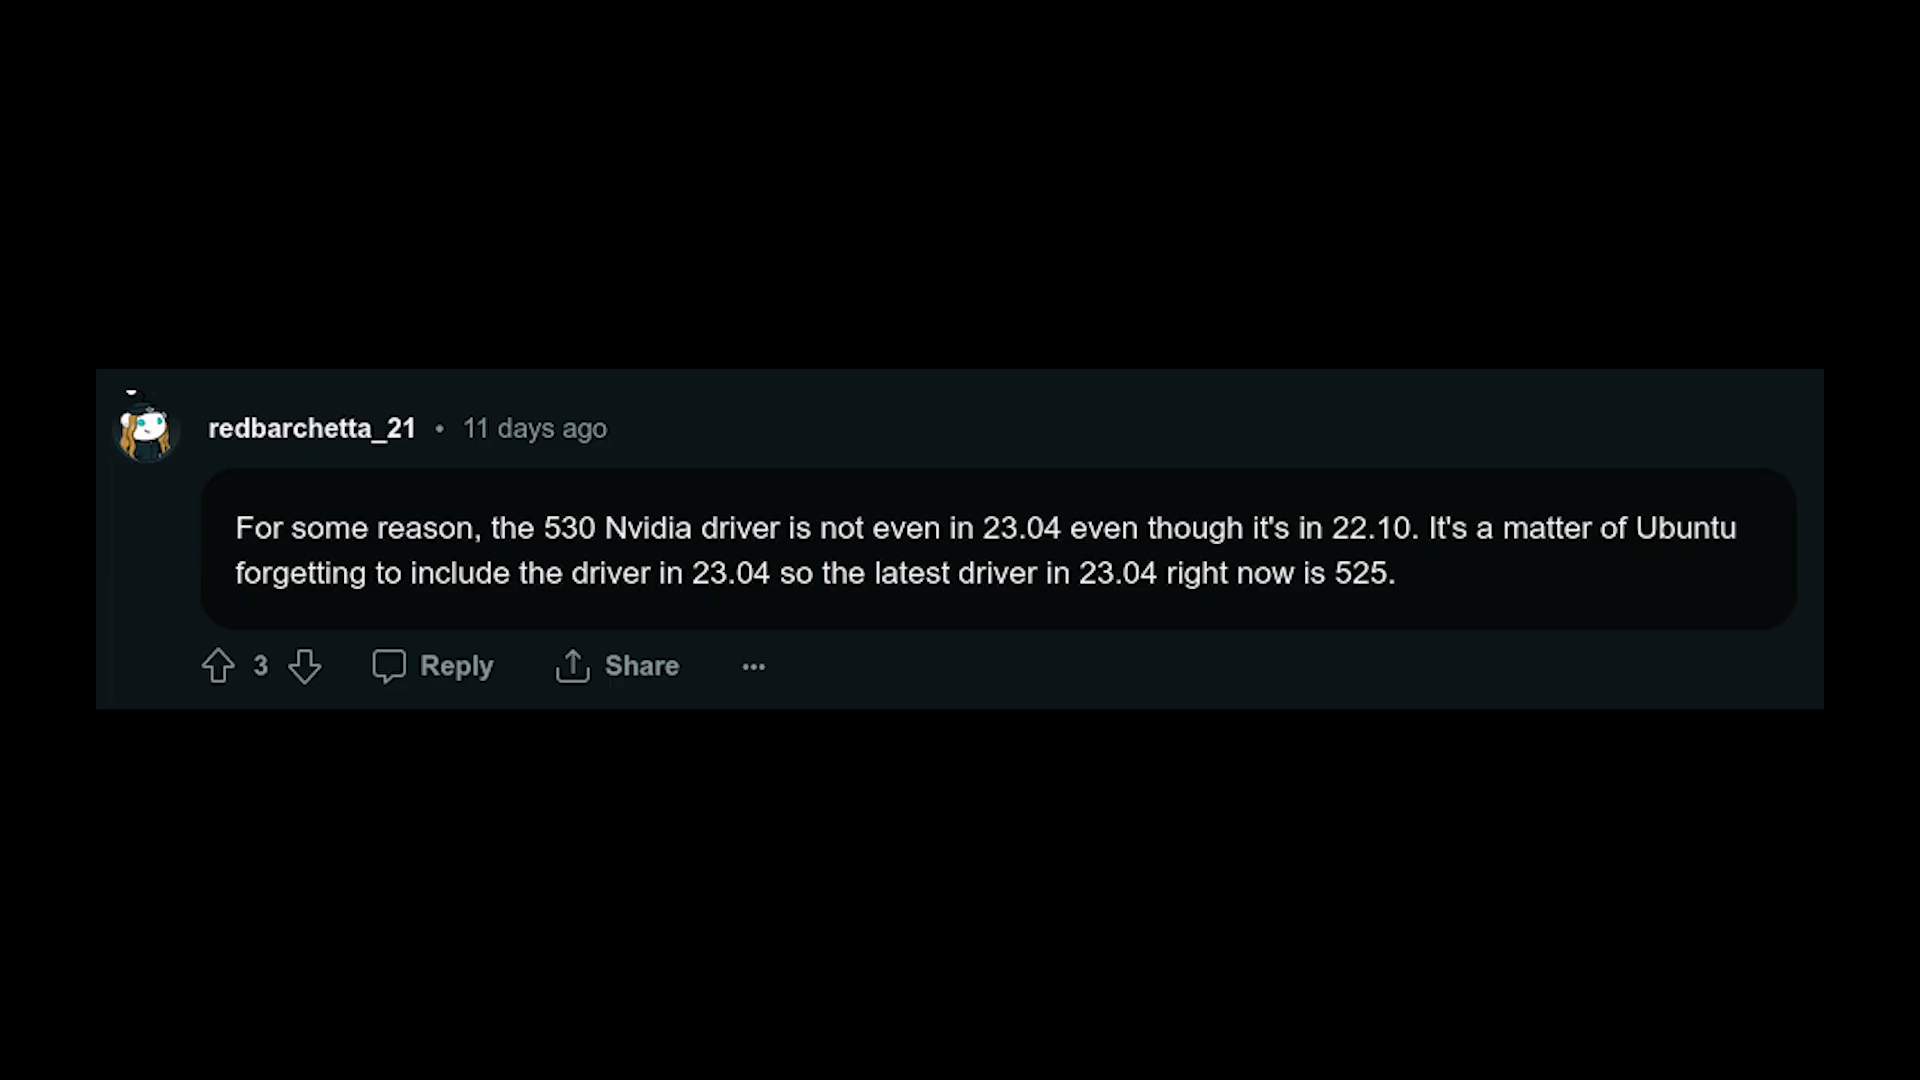 redbarchetta_21 • 11 days ago
For some reason, the 530 Nvidia driver is not even in 23.04 even though it's in 22.10. It's a matter of Ubuntu
forgetting to include the driver in 23.04 so the latest driver in 23.04 right now is 525.
3 Reply Share ...